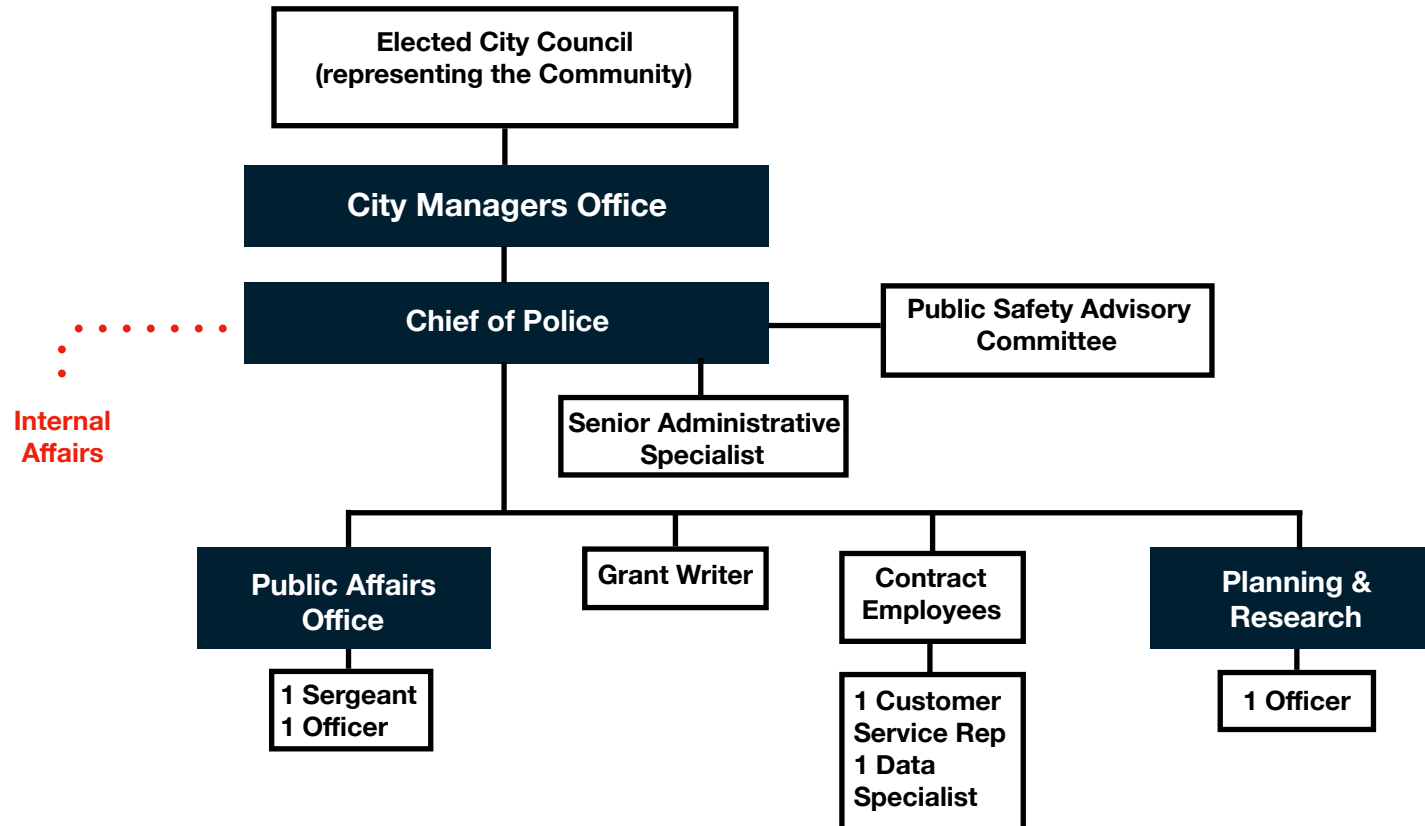 Elected City Council
(representing the Community)
City Managers Office
Chief of Police
Public Safety Advisory
Committee
Internal
Affairs
Senior Administrative
Specialist
Public Affairs
Office
Grant Writer
Contract
Employees
Planning &
Research
1 Sergeant
1 Officer
1 Customer
Service Rep
1 Data
Specialist
1 Officer